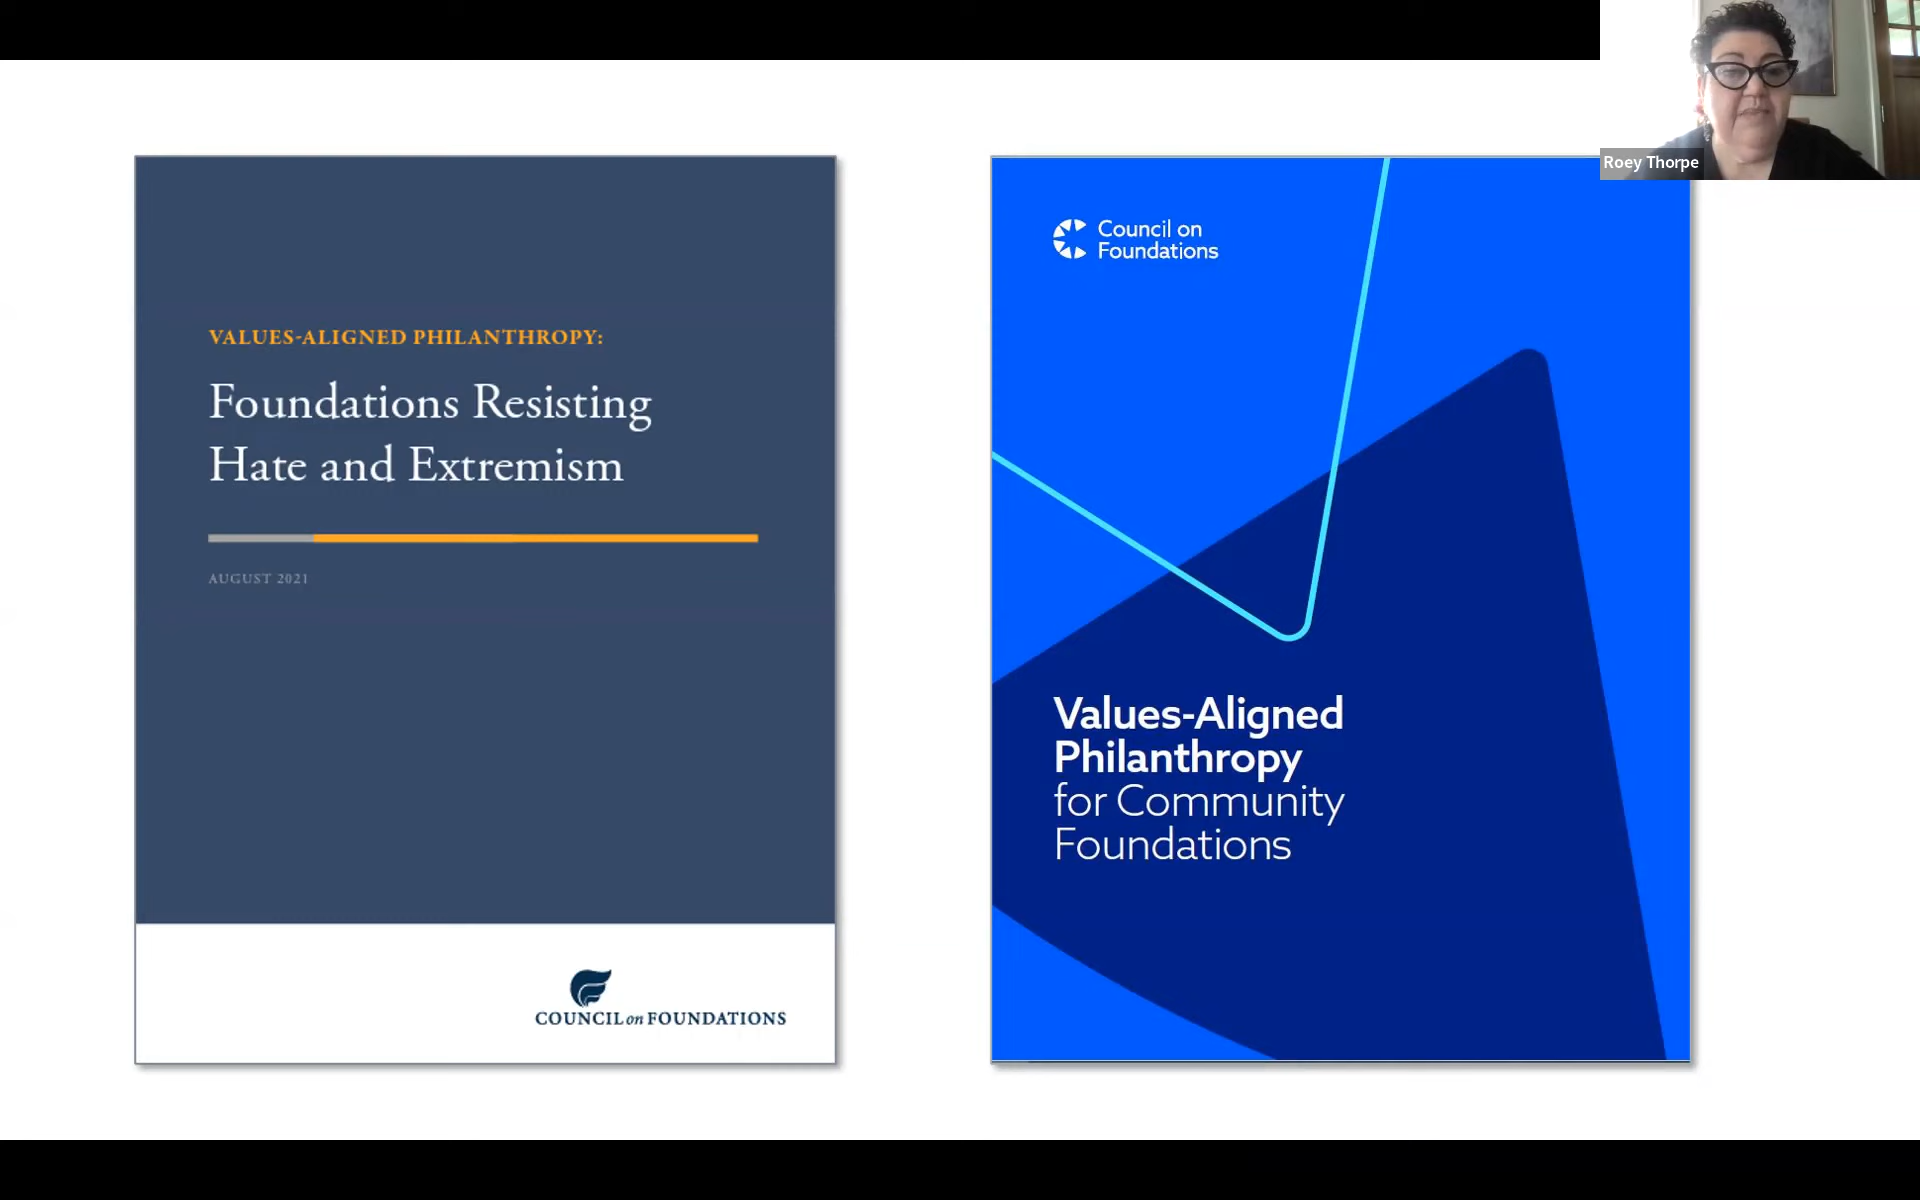 Roey Thorpe
VALUES-ALIGNED PHILANTHROPY:
Foundations Resisting
Hate and Extremism
AUGUST 2021
COUNCIL on FOUNDATIONS
Council on
Foundations
Values-Aligned
Philanthropy
for Community
Foundations